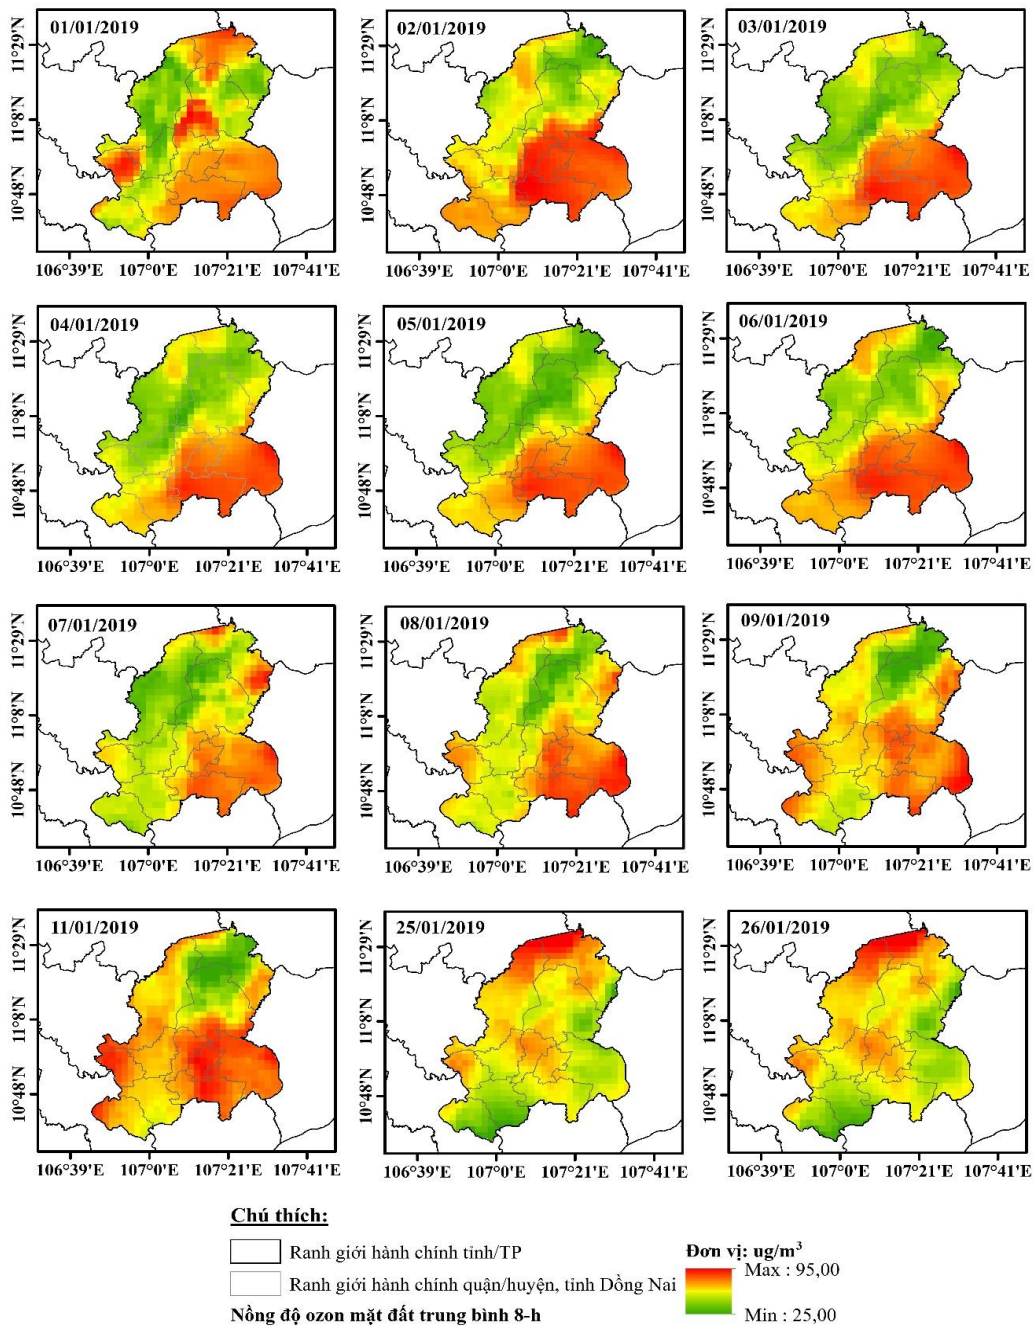 01/01/2019
02/01/2019
03/01/2019
11°29'N
11°8'N
10°48'N
11°29'N
11°8'N
10°48'N
11°29'N
11°8'N
10°48'N
106°39'E 107°0'E 107°21'E 107°41'E
106°39'E 107°0'E 107°21'E 107°41'E
106°39'E 107°0'E 107°21'E 107°41'E
04/01/2019
05/01/2019
06/01/2019
11°29'N
11°8'N
10°48'N
11°29'N
11°8'N
10°48'N
11°29'N
11°8'N
10°48'N
106°39'E 107°0'E 107°21'E 107°41'E
106°39'E 107°0'E 107°21'E 107°41'E
106°39'E 107°0'E 107°21'E 107°41'E
07/01/2019
08/01/2019
09/01/2019
11°29'N
11°8'N
10°48'N
11°29'N
11°8'N
10°48'N
11°29'N
11°8'N
10°48'N
106°39'E 107°0'E 107°21'E 107°41'E
106°39'E 107°0'E 107°21'E 107°41'E
106°39'E 107°0'E 107°21'E 107°41'E
11/01/2019
25/01/2019
26/01/2019
11°29'N
11°8'N
10°48'N
11°29'N
11°8'N
10°48'N
11°29'N
11°8'N
10°48'N
106°39'E 107°0'E 107°21'E 107°41'E
106°39'E 107°0'E 107°21'E 107°41'E
106°39'E 107°0'E 107°21'E 107°41'E
Chú thích:
Ranh giới hành chính tỉnh/TP
Ranh giới hành chính quận/huyện, tỉnh Đồng Nai
Nồng độ ozon mặt đất trung bình 8-h
Đơn vị: ug/m³
Max : 95,00
Min : 25,00